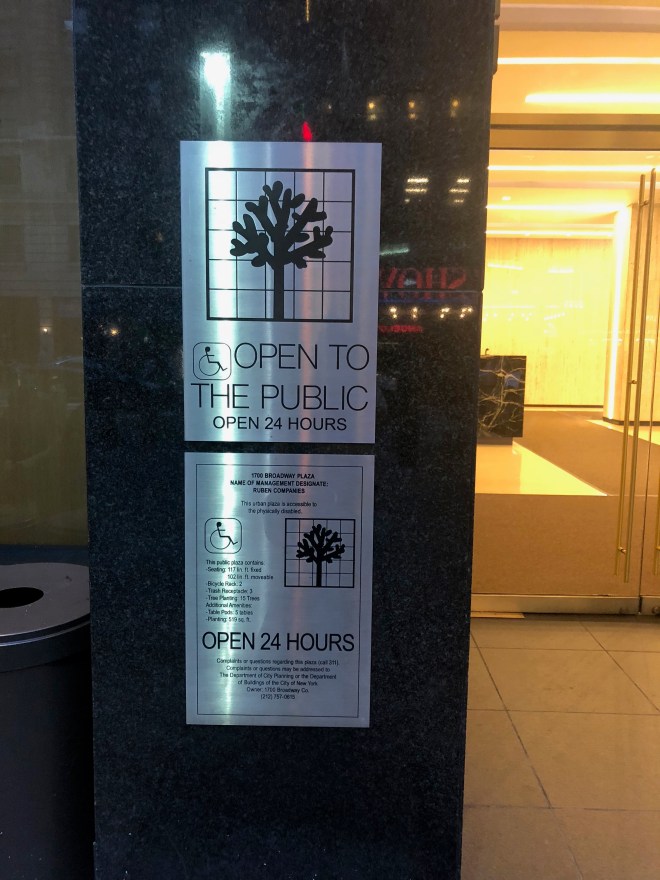 OPEN TO
THE PUBLIC
OPEN 24 HOURS
1700 BROADWAY PLAZA
NAME OF MANAGEMENT DESIGNATE:
RUBEN COMPANIES
This urban plaza is accessible to
the physically disabled.
This public plaza contains:
-Seating: 117 lin. ft. fixed
102 lin. ft. moveable
-Bicycle Rack: 2
-Trash Receptacle: 3
-Tree Planting: 15 Trees
Additional Amenities:
-Table Pods: 5 tables
-Planting: 519 sq. ft.
OPEN 24 HOURS
Complaints or questions regarding this plaza (call 311).
Complaints or questions may be addressed to
The Department of City Planning or the Department
of Buildings of the City of New York.
Owner: 1700 Broadway Co.
(212)